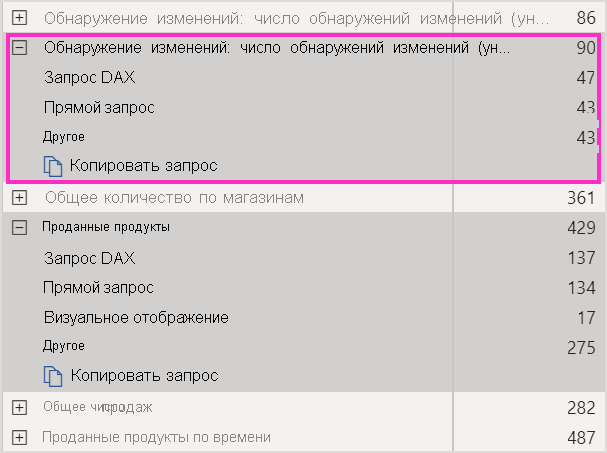 Обнаружение изменений: число обнаружений изменений (ун... 86
Обнаружение изменений: число обнаружений изменений (ун... 90
Запрос DAX 47
Прямой запрос 43
Другое 43
Копировать запрос
Общее количество по магазинам 361
Проданные продукты 429
Запрос DAX 137
Прямой запрос 134
Визуальное отображение 17
Другое 275
Копировать запрос
Общее число продаж 282
Проданные продукты по времени 487